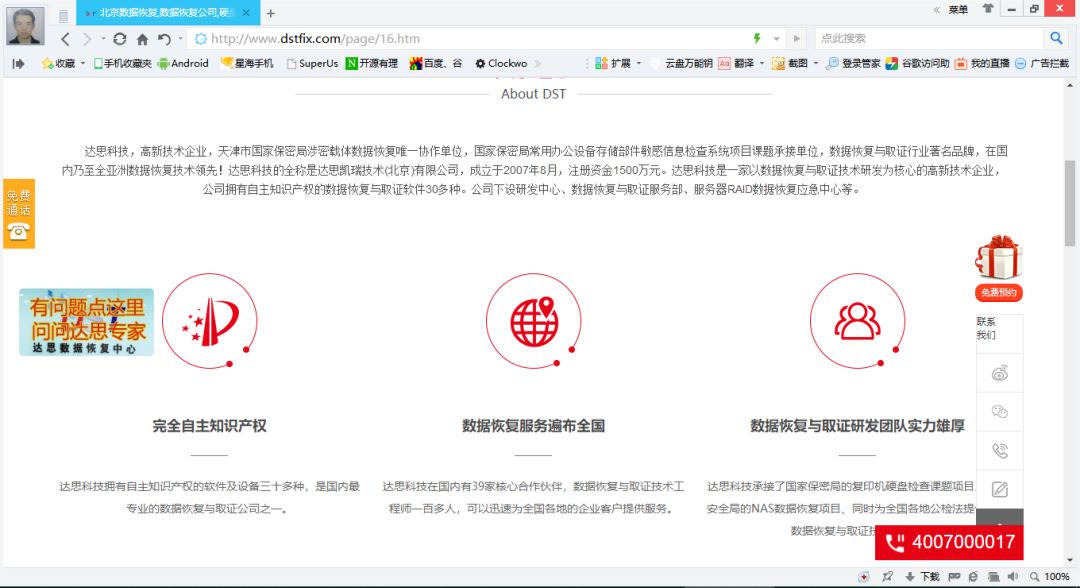 北京数据恢复,数据恢复公司,硬
菜单
http://www.dstfix.com/page/16.htm
点此搜索
收藏 手机收藏夹 Android 星海手机 SuperUs 开源有理 百度、谷 Clockwo 扩展 云盘万能钥 翻译 截图 登录管家 谷歌访问助 我的直播 广告拦截
About DST
达思科技，高新技术企业，天津市国家保密局涉密载体数据恢复唯一协作单位，国家保密局常用办公设备存储部件敏感信息检查系统项目课题承接单位，数据恢复与取证行业著名品牌，在国
内乃至全亚洲数据恢复技术领先！达思科技的全称是达思凯瑞技术(北京)有限公司，成立于2007年8月，注册资金1500万元。达思科技是一家以数据恢复与取证技术研发为核心的高新技术企业，
公司拥有自主知识产权的数据恢复与取证软件30多种。公司下设研发中心、数据恢复与取证服务部、服务器RAID数据恢复应急中心等。
免费
通话
免费预约
有问题点这里
问问达思专家
达思数据恢复中心
联系
我们
完全自主知识产权
达思科技拥有自主知识产权的软件及设备三十多种，是国内最
专业的数据恢复与取证公司之一。
数据恢复服务遍布全国
达思科技在国内有39家核心合作伙伴，数据恢复与取证技术工
程师一百多人，可以迅速为全国各地的企业客户提供服务。
数据恢复与取证研发团队实力雄厚
达思科技承接了国家保密局的复印机硬盘检查课题项目
安全局的NAS数据恢复项目、同时为全国各地公检法提
数据恢复与取证技
4007000017
下载
100%